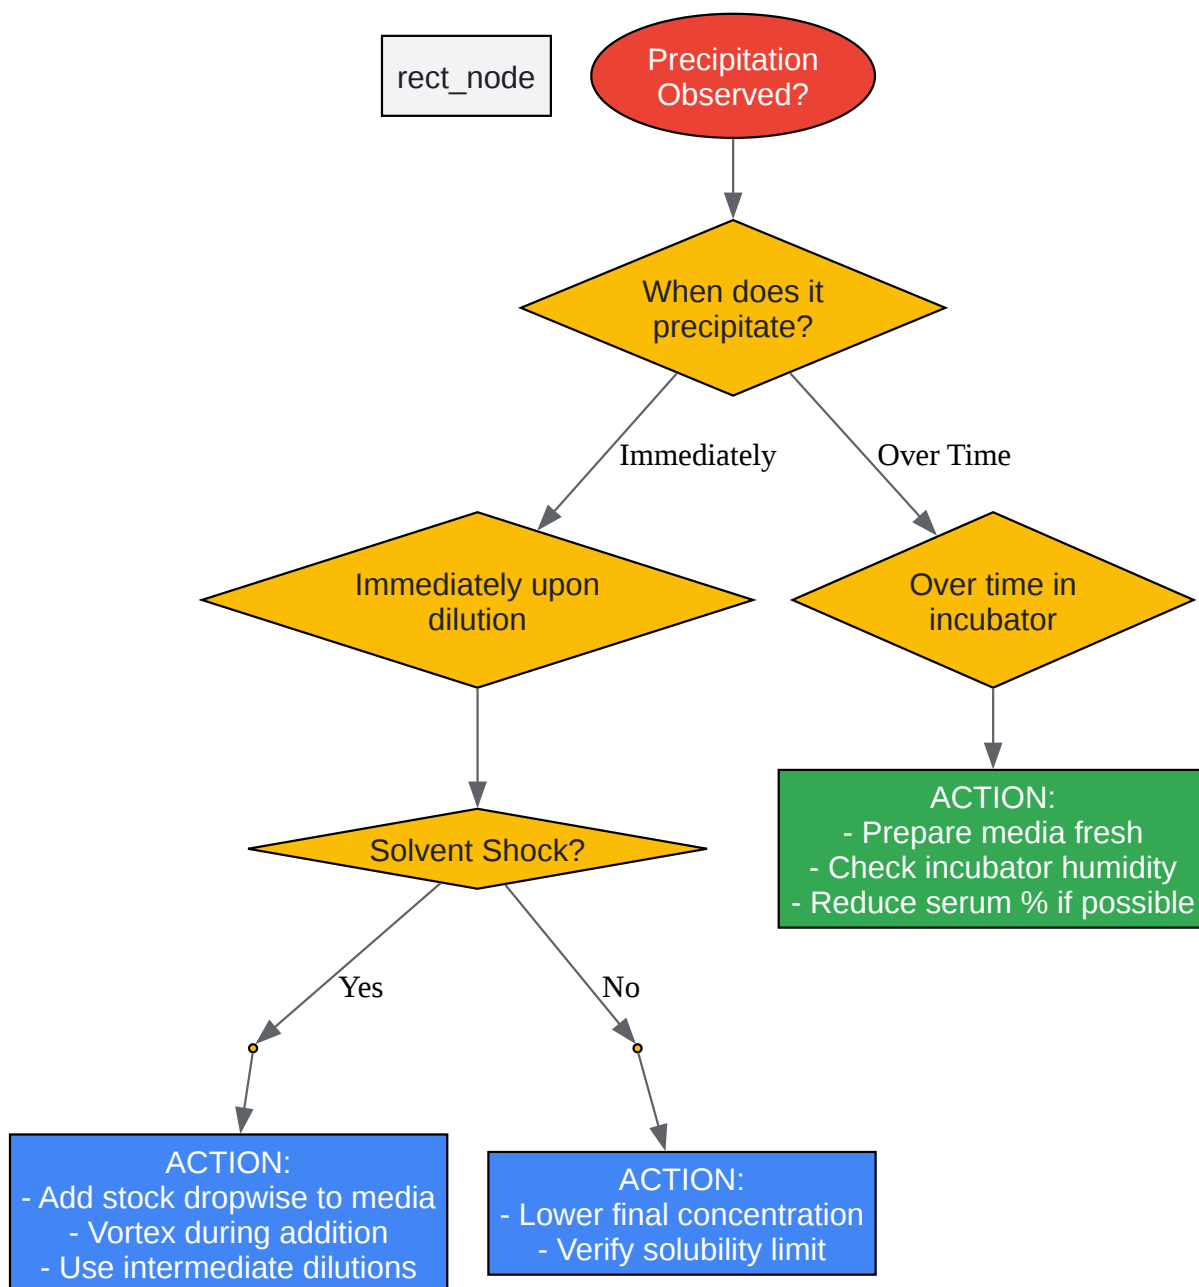 rect_node
Precipitation
Observed?
When does it
precipitate?
Immediately
Over Time
Immediately upon
dilution
Over time in
incubator
Solvent Shock?
ACTION:
- Prepare media fresh
- Check incubator humidity
- Reduce serum % if possible
Yes
No
ACTION:
- Add stock dropwise to media
- Vortex during addition
- Use intermediate dilutions
ACTION:
- Lower final concentration
- Verify solubility limit